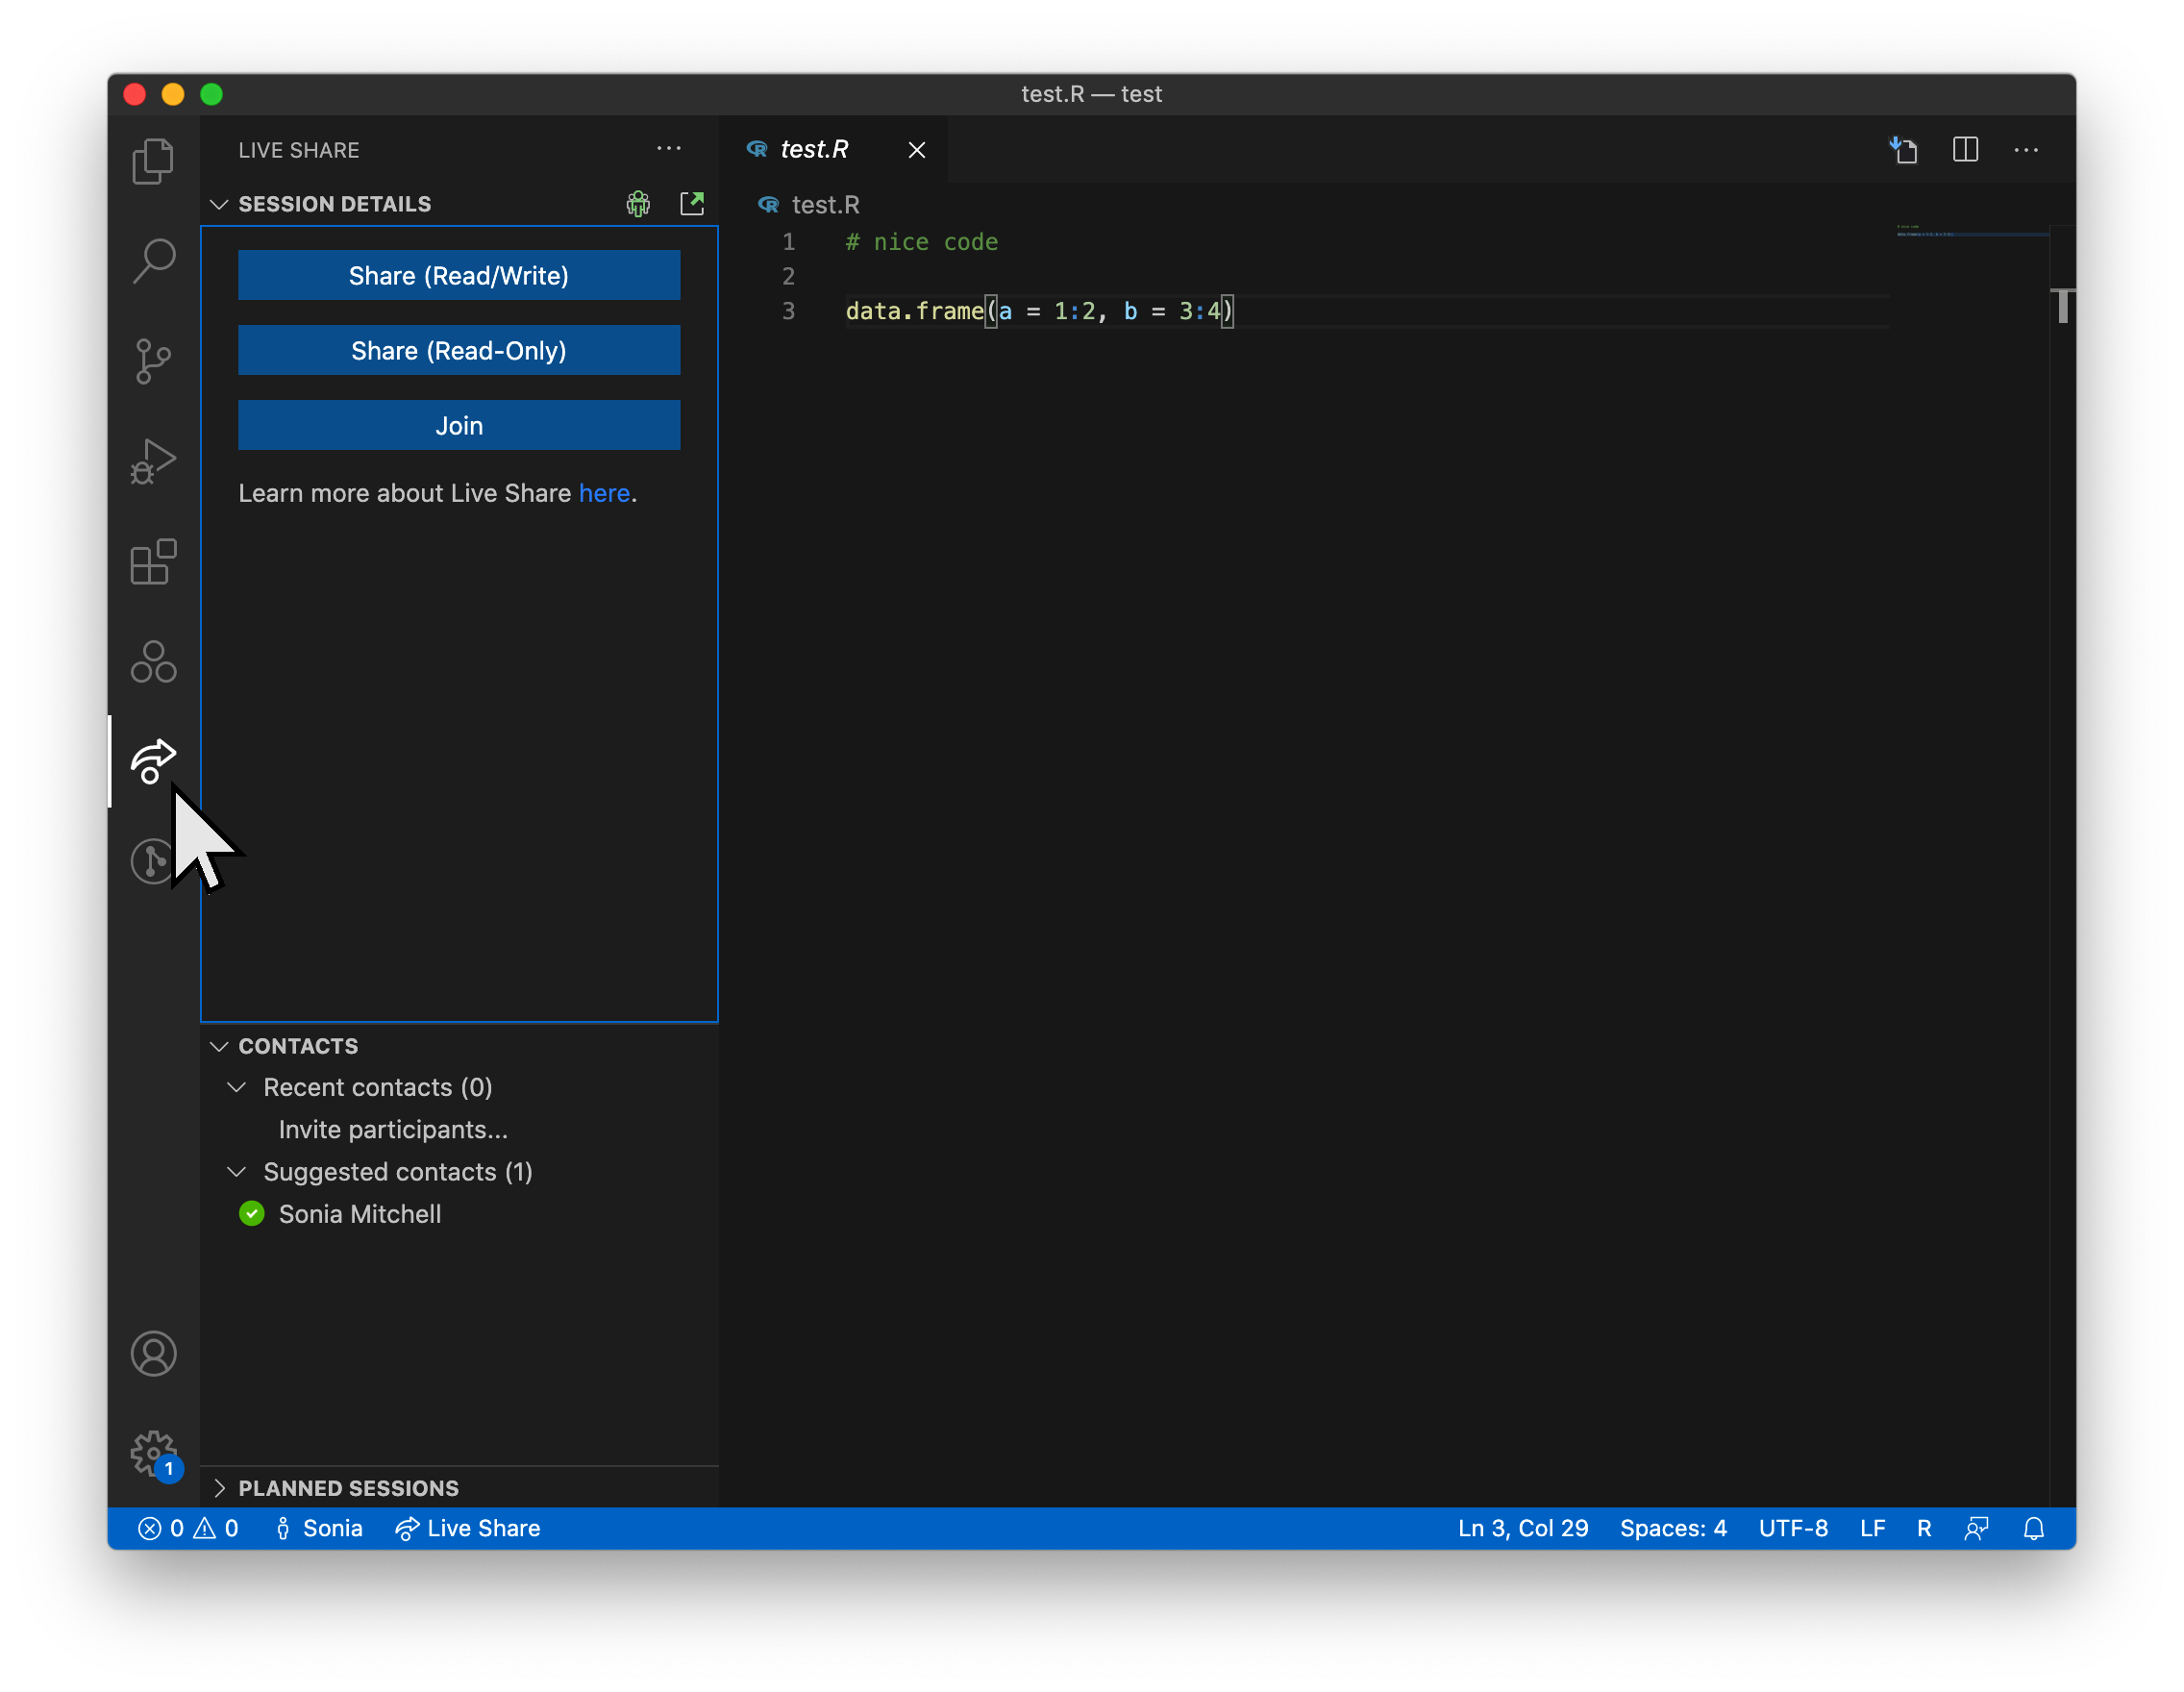 test.R — test
LIVE SHARE
SESSION DETAILS
Share (Read/Write)
Share (Read-Only)
Join
Learn more about Live Share here.
CONTACTS
Recent contacts (0)
Invite participants...
Suggested contacts (1)
Sonia Mitchell
PLANNED SESSIONS
1
test.R
test.R
1 # nice code
2
3 data.frame(a = 1:2, b = 3:4)
0 0 Sonia Live Share
Ln 3, Col 29 Spaces: 4 UTF-8 LF R